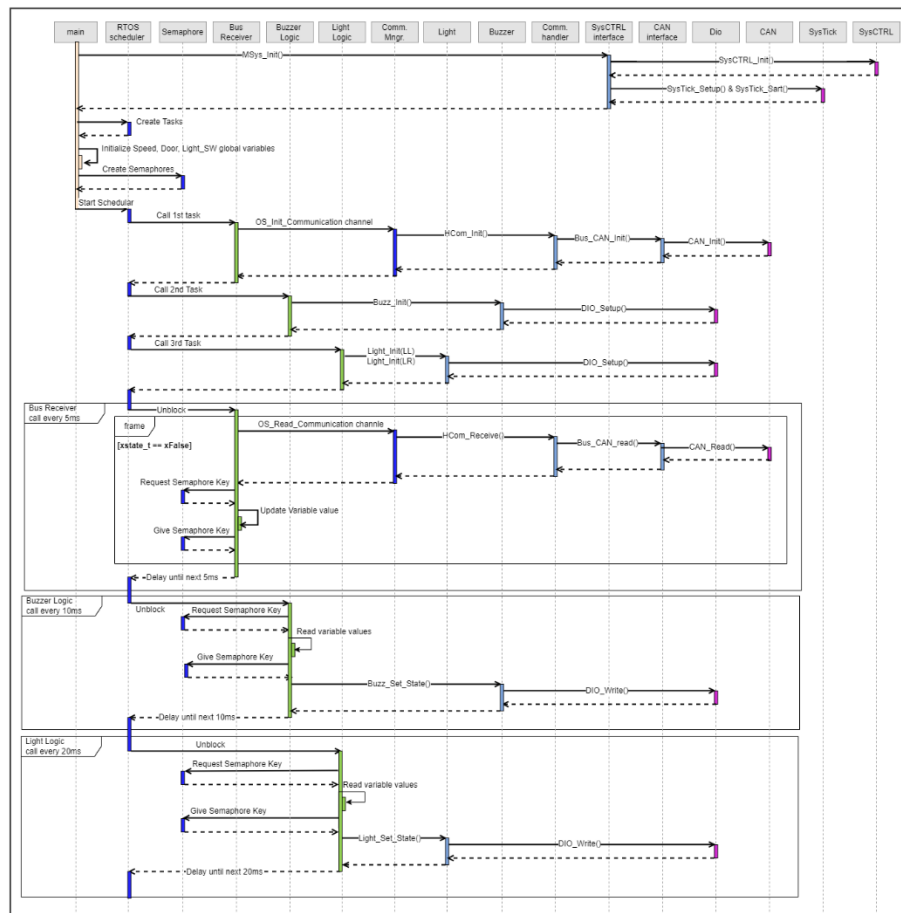 main
RTOS
scheduler
Semaphore
Bus
Receiver
Buzzer
Logic
Light
Logic
Comm.
Mngr.
Light
Buzzer
Comm.
handler
SysCTRL
interface
CAN
interface
Dio
CAN
SysTick
SysCTRL
MSys_Init()
SysCTRL_Init()
SysTick_Setup() & SysTick_Sart()
Create Tasks
Initialize Speed, Door, Light_SW global variables
Create Semaphores
Start Schedular
Call 1st task
OS_Init_Communication channel
HCom_Init()
Bus_CAN_Init()
CAN_Init()
Call 2nd Task
Buzz_Init()
DIO_Setup()
Call 3rd Task
Light_Init(LL)
Light_Init(LR)
DIO_Setup()
Bus Receiver
call every 5ms
Unblock
frame
[xstate_t == xFalse]
OS_Read_Communication channle
HCom_Receive()
Bus_CAN_read()
CAN_Read()
Request Semaphore Key
Update Variable value
Give Semaphore Key
Delay until next 5ms
Buzzer Logic
call every 10ms
Unblock
Request Semaphore Key
Read variable values
Give Semaphore Key
Buzz_Set_State()
DIO_Write()
Delay until next 10ms
Light Logic
call every 20ms
Unblock
Request Semaphore Key
Read variable values
Give Semaphore Key
Light_Set_State()
DIO_Write()
Delay until next 20ms